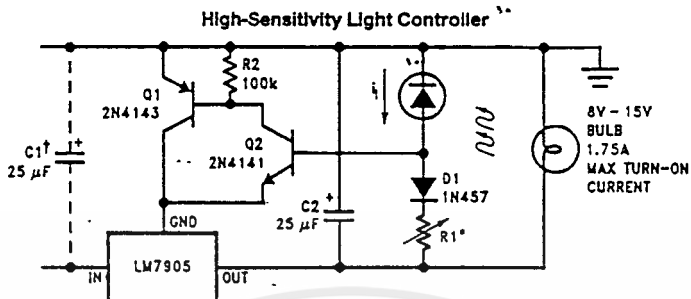 High-Sensitivity Light Controller
R2
100k
Q1
2N4143
Q2
2N4141
C1†
25 µF
+
GND
C2
25 µF
+
D1
1N457
R1*
8V – 15V
BULB
1.75A
MAX TURN-ON
CURRENT
IN
LM7905
OUT